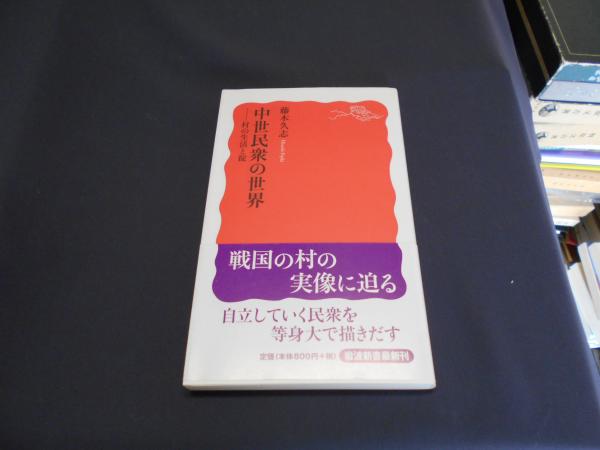 藤木久志
Hisashi Fujiki
中世民衆の世界
——村の生活と掟
戦国の村の
実像に迫る
自立していく民衆を
等身大で描きだす
定価(本体800円+税)
岩波新書最新刊